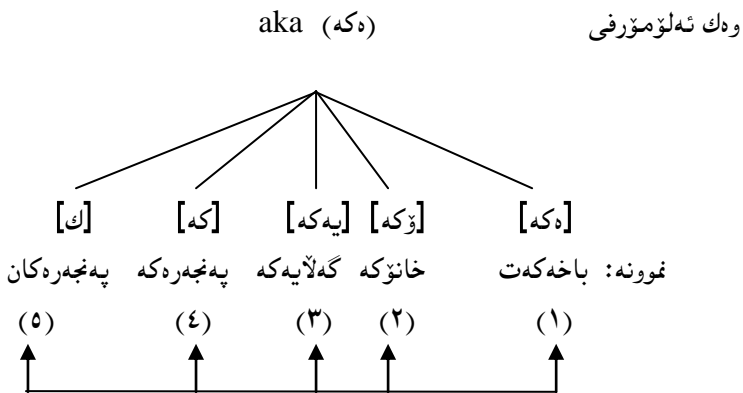 وەك ئەلۆمۆرفی (ەکە) aka
[ەکە] [ۆکە] [یەکە] [کە] [ك]
نموونە: باخەکەت خانۆکە گەڵایەکە پەنجەرەکە پەنجەرەکان
(١) (٢) (٣) (٤) (٥)